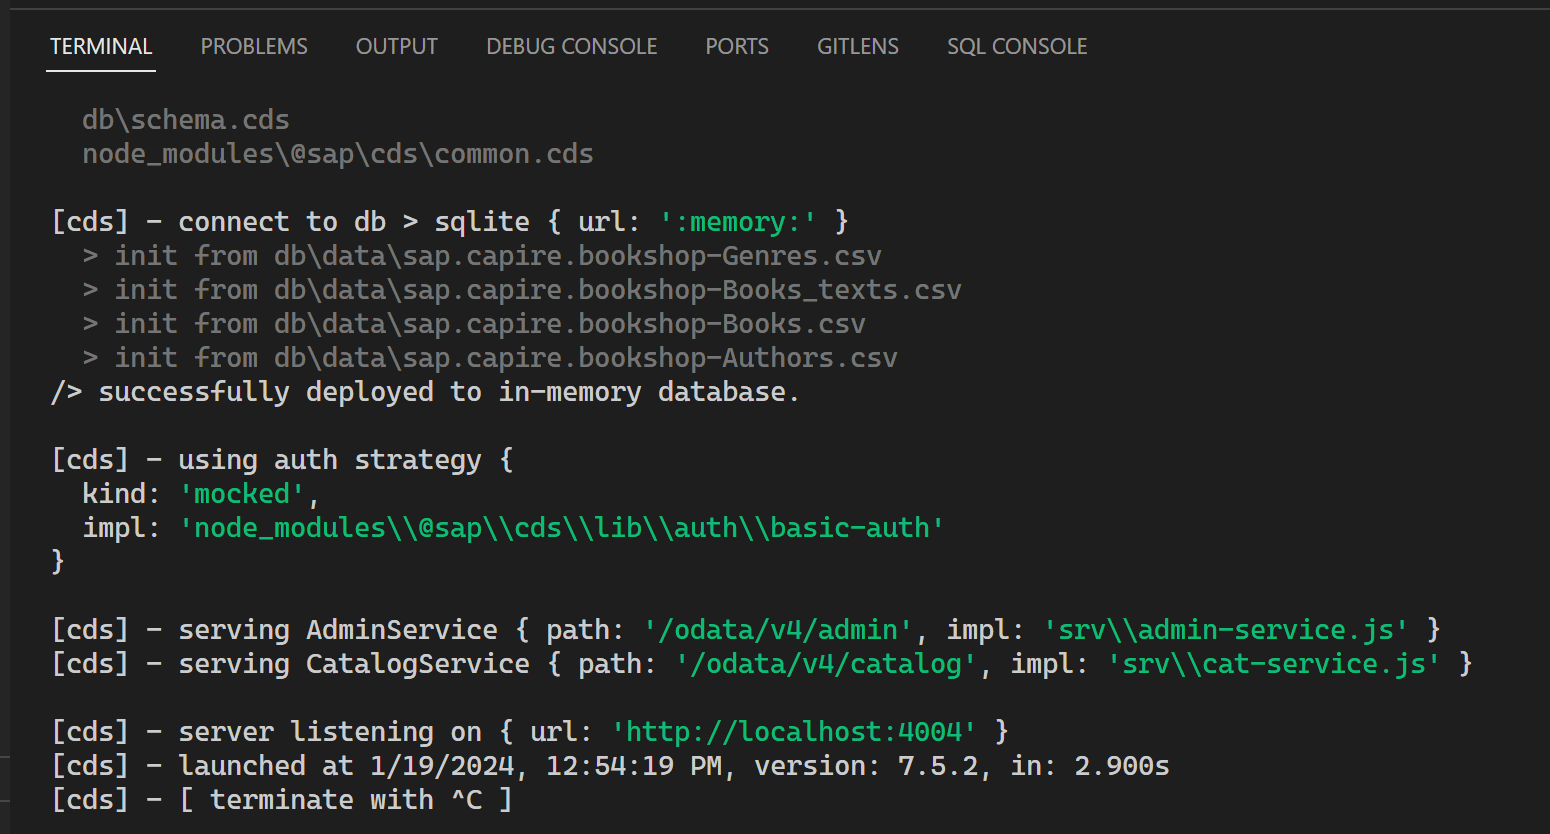 TERMINAL PROBLEMS OUTPUT DEBUG CONSOLE PORTS GITLENS SQL CONSOLE
db\schema.cds
node_modules\@sap\cds\common.cds
[cds] - connect to db > sqlite { url: ':memory:' }
> init from db\data\sap.capire.bookshop-Genres.csv
> init from db\data\sap.capire.bookshop-Books_texts.csv
> init from db\data\sap.capire.bookshop-Books.csv
> init from db\data\sap.capire.bookshop-Authors.csv
/> successfully deployed to in-memory database.
[cds] - using auth strategy {
kind: 'mocked',
impl: 'node_modules\\@sap\\cds\\lib\\auth\\basic-auth'
}
[cds] - serving AdminService { path: '/odata/v4/admin', impl: 'srv\\admin-service.js' }
[cds] - serving CatalogService { path: '/odata/v4/catalog', impl: 'srv\\cat-service.js' }
[cds] - server listening on { url: 'http://localhost:4004' }
[cds] - launched at 1/19/2024, 12:54:19 PM, version: 7.5.2, in: 2.900s
[cds] - [ terminate with ^C ]